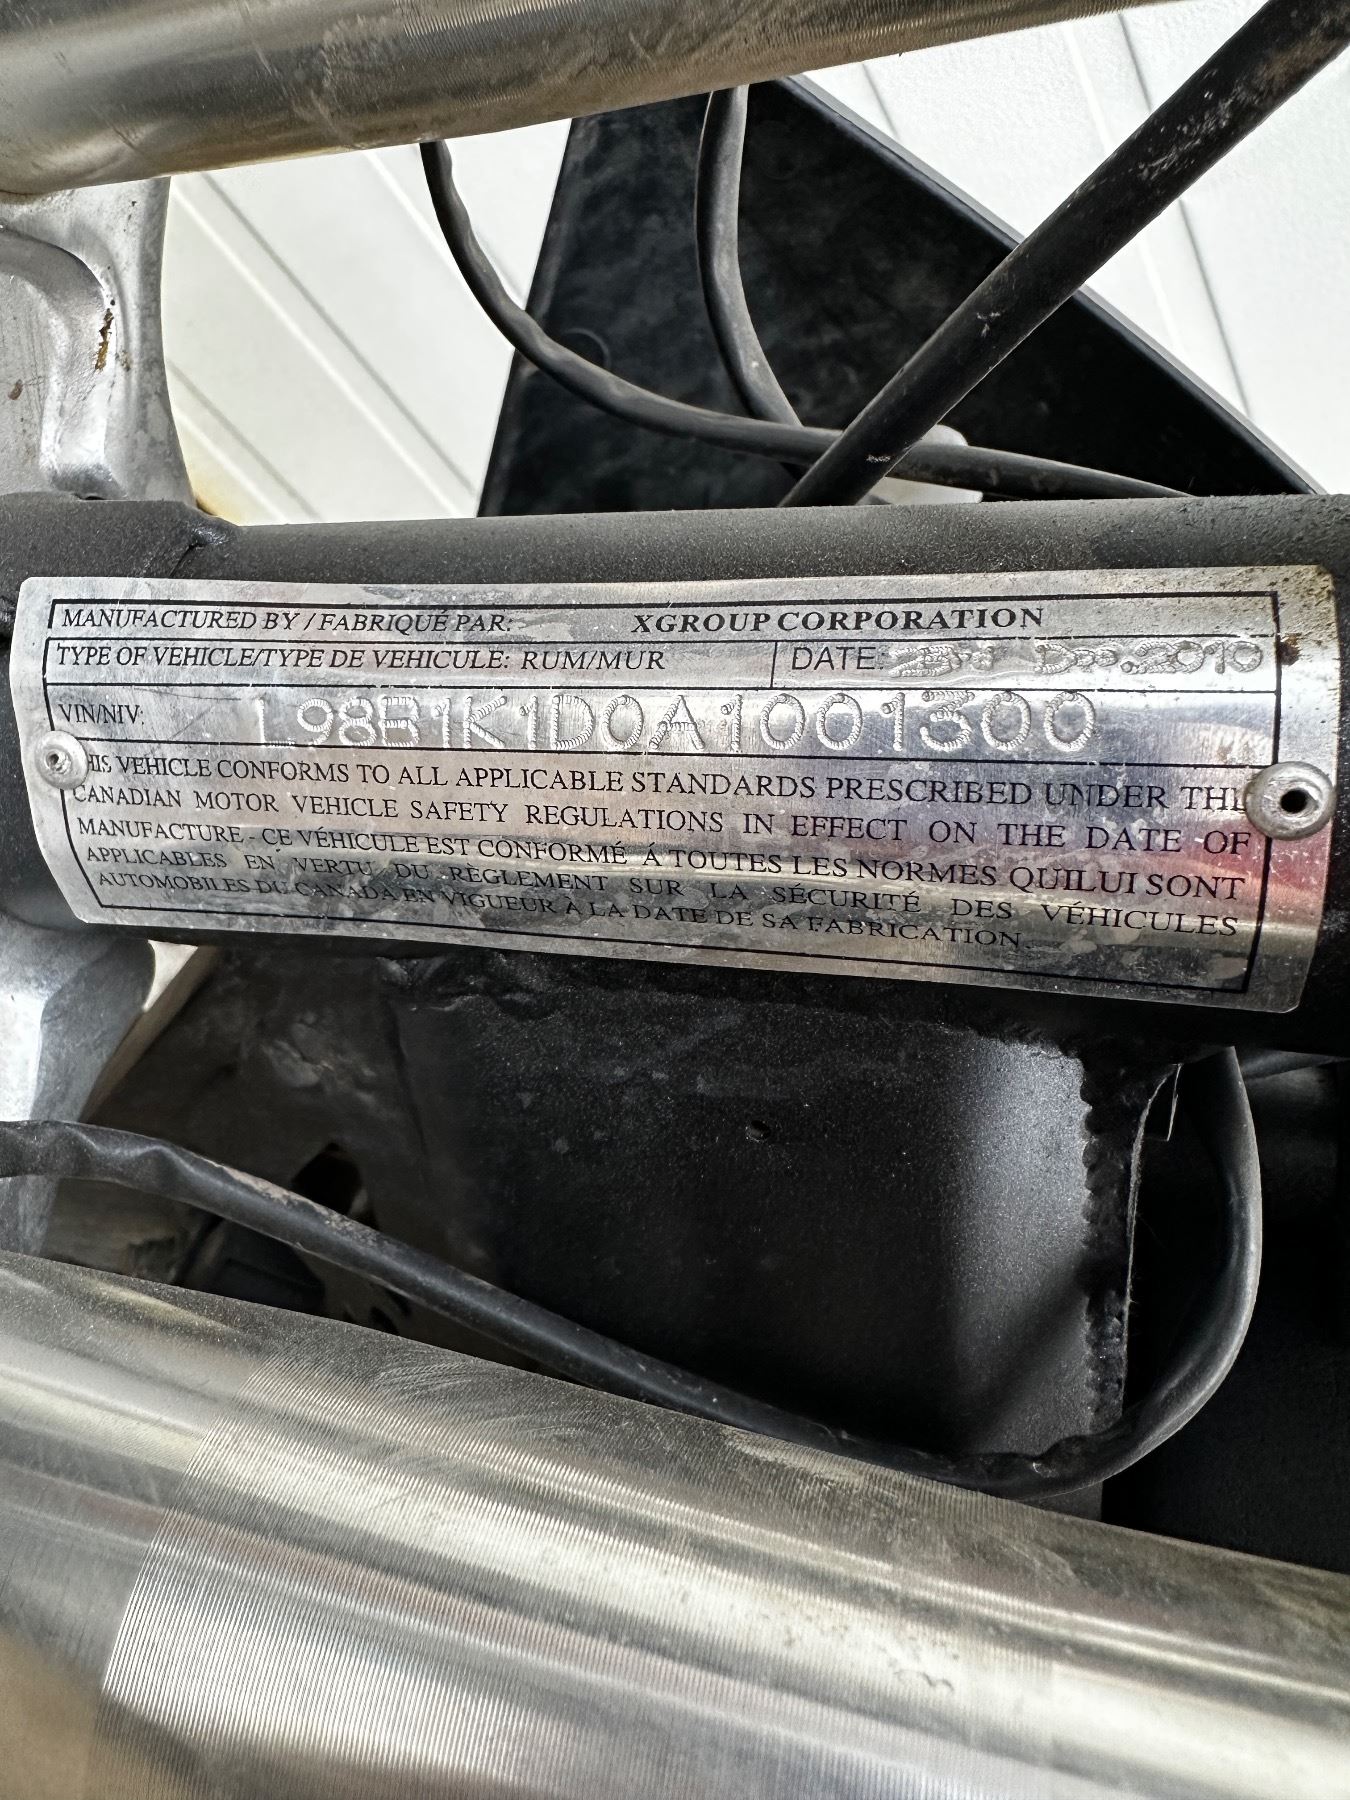 MANUFACTURED BY / FABRIQUÉ PAR: XGROUP CORPORATION
TYPE OF VEHICLE/TYPE DE VEHICULE: RUM/MUR DATE: 2010
VIN/NIV: L98B1K1D0A1001300
THIS VEHICLE CONFORMS TO ALL APPLICABLE STANDARDS PRESCRIBED UNDER THE
CANADIAN MOTOR VEHICLE SAFETY REGULATIONS IN EFFECT ON THE DATE OF
MANUFACTURE - CE VÉHICULE EST CONFORMÉ Á TOUTES LES NORMES QUILUI SONT
APPLICABLES EN VERTU DU RÈGLEMENT SUR LA SÉCURITÉ DES VÉHICULES
AUTOMOBILES DU CANADA EN VIGUEUR À LA DATE DE SA FABRICATION.